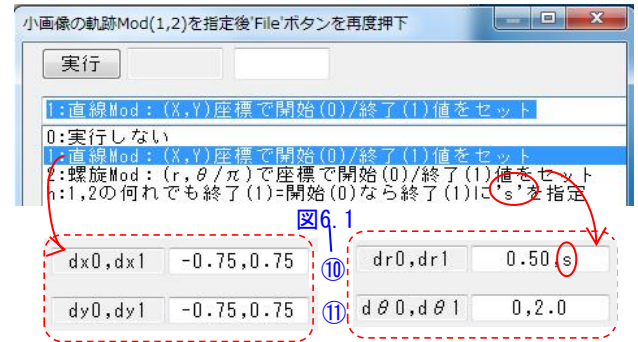 小画像の軌跡Mod(1,2)を指定後'File'ボタンを再度押下
実行
1:直線Mod：(X,Y)座標で開始(0)/終了(1)値をセット
0:実行しない
1:直線Mod：(X,Y)座標で開始(0)/終了(1)値をセット
2:螺旋Mod：(r,θ/π)で座標で開始(0)/終了(1)値をセット
n:1,2の何れでも終了(1)=開始(0)なら終了(1)に's'を指定
図6.1
dx0,dx1 -0.75,0.75 ⑩ dr0,dr1 0.50,s
dy0,dy1 -0.75,0.75 ⑪ dθ0,dθ1 0,2.0